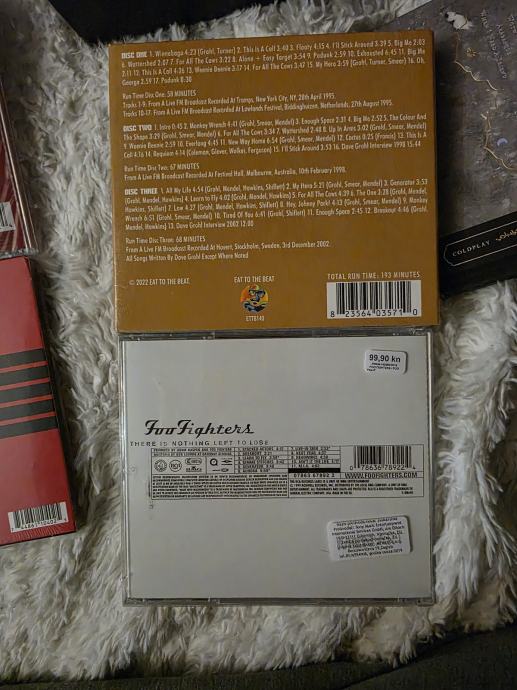 DISC ONE 1. Wienebago 4:23 (Grohl, Turner) 2. This Is A Call 3:40 3. Floaty 4:15 4. I'll Stick Around 3:39 5. Big Me 2:03
6. Wattershed 2:07 7. For All The Cows 3:22 8. Alone + Easy Target 3:54 9. Podunk 2:59 10. Exhausted 6:45 11. Big Me
2:11 12. This Is A Call 4:26 13. Weenie Beenie 3:17 14. For All The Cows 3:47 15. My Hero 3:59 (Grohl, Mendel, Smear) 16. Oh,
George 2:59 17. Podunk 0:30
Run Time Disc One: 58 MINUTES
Tracks 1-9: From A Live FM Broadcast Recorded At Tramps, New York City, NY, 20th April 1995.
Tracks 10-17: From A Live FM Broadcast Recorded At Lowlands Festival, Biddinghuizen, Netherlands, 27th August 1995.
DISC TWO 1. Intro 0:45 2. Monkey Wrench 4:41 (Grohl, Smear, Mendel) 3. Enough Space 2:31 4. Big Me 2:52 5. The Colour And
The Shape 3:29 (Grohl, Smear, Mendel) 6. For All The Cows 3:34 7. Wattershed 2:48 8. Up In Arms 3:02 (Grohl, Smear, Mendel)
9. Weenie Beenie 2:59 10. Everlong 6:45 11. New Way Home 6:54 (Grohl, Smear, Mendel) 12. Cactus 0:25 (Francis) 13. This Is A
Call 4:26 14. Requiem 4:14 (Coleman, Glover, Walker, Ferguson) 15. I'll Stick Around 3:53 16. Dave Grohl Interview 1998 15:44
Run Time Disc Two: 67 MINUTES
From A Live FM Broadcast Recorded At Festival Hall, Melbourne, Australia, 10th February 1998.
DISC THREE 1. All My Life 4:54 (Grohl, Mendel, Hawkins, Shiflett) 2. My Hero 5:21 (Grohl, Smear, Mendel) 3. Generator 3:53
(Grohl, Mendel, Hawkins) 4. Learn to Fly 4:02 (Grohl, Mendel, Hawkins) 5. For All The Cows 4:39 6. The One 3:28 (Grohl, Mendel,
Hawkins, Shiflett) 7. Low 4:27 (Grohl, Mendel, Hawkins, Shiflett) 8. Hey, Johnny Park! 4:13 (Grohl, Smear, Mendel) 9. Monkey
Wrench 6:51 (Grohl, Smear, Mendel) 10. Tired Of You 6:41 (Grohl, Shiflett) 11. Enough Space 2:45 12. Breakout 4:46 (Grohl,
Mendel, Hawkins) 13. Dave Grohl Interview 2002 12:00
Run Time Disc Three: 68 MINUTES
From A Live FM Broadcast Recorded At Hovert, Stockholm, Sweden, 3rd December 2002
All Songs Written By Dave Grohl Except Where Noted
© 2022 EAT TO THE BEAT.
EAT TO THE BEAT
ETTB140
TOTAL RUN TIME: 193 MINUTES
8 23564 03571 0
COLDPLAY
99,90 kn
Foo Fighters
THERE IS NOTHING LEFT TO LOSE
0 78636 78922 4
07863 67892 2
WWW.FOOFIGHTERS.COM